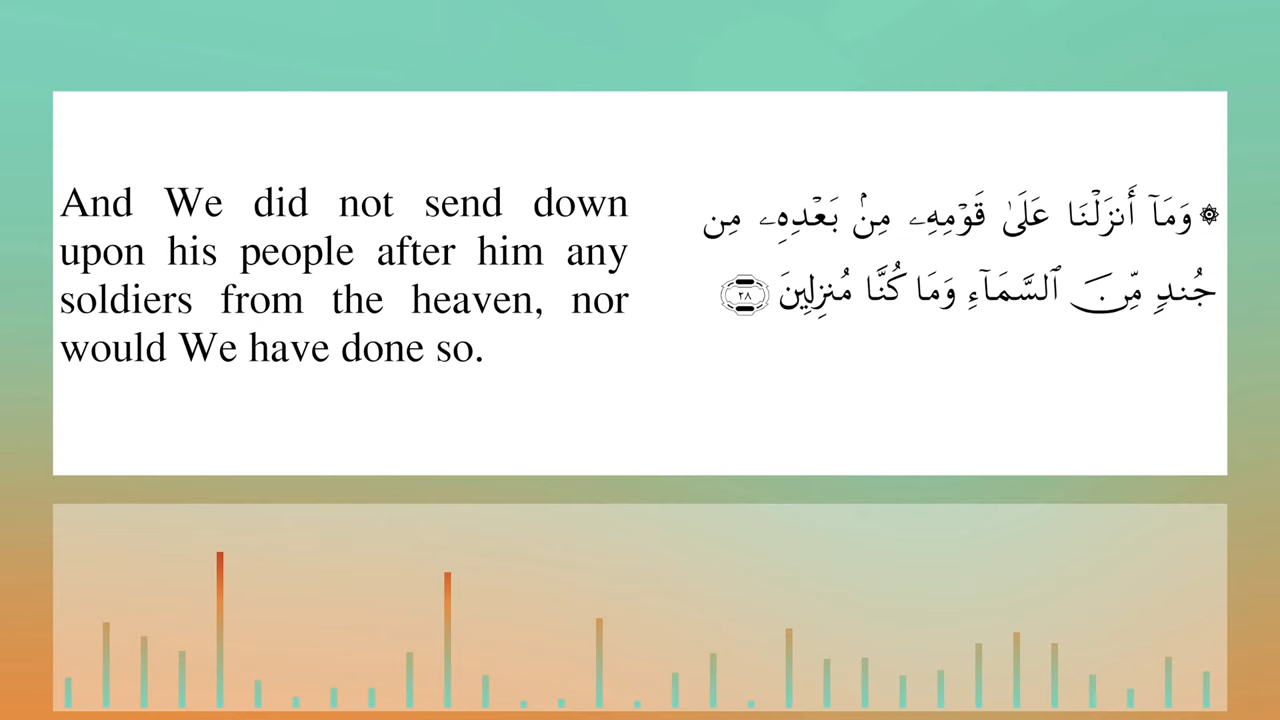 And We did not send down
upon his people after him any
soldiers from the heaven, nor
would We have done so.
۞ وَمَآ أَنزَلۡنَا عَلَىٰ قَوۡمِهِۦ مِنۢ بَعۡدِهِۦ مِن
جُندٖ مِّنَ ٱلسَّمَآءِ وَمَا كُنَّا مُنزِلِينَ ٢٨